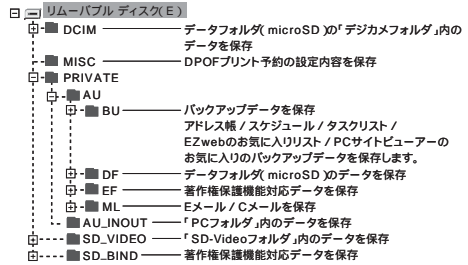 リムーバブル ディスク(E)
DCIM データフォルダ(microSD)の「デジカメフォルダ」内の
データを保存
MISC DPOFプリント予約の設定内容を保存
PRIVATE
AU
BU バックアップデータを保存
アドレス帳 / スケジュール / タスクリスト /
EZwebのお気に入りリスト / PCサイトビューアーの
お気に入りのバックアップデータを保存します。
DF データフォルダ(microSD)のデータを保存
EF 著作権保護機能対応データを保存
ML Eメール / Cメールを保存
AU_INOUT 「PCフォルダ」内のデータを保存
SD_VIDEO 「SD-Videoフォルダ」内のデータを保存
SD_BIND 著作権保護機能対応データを保存